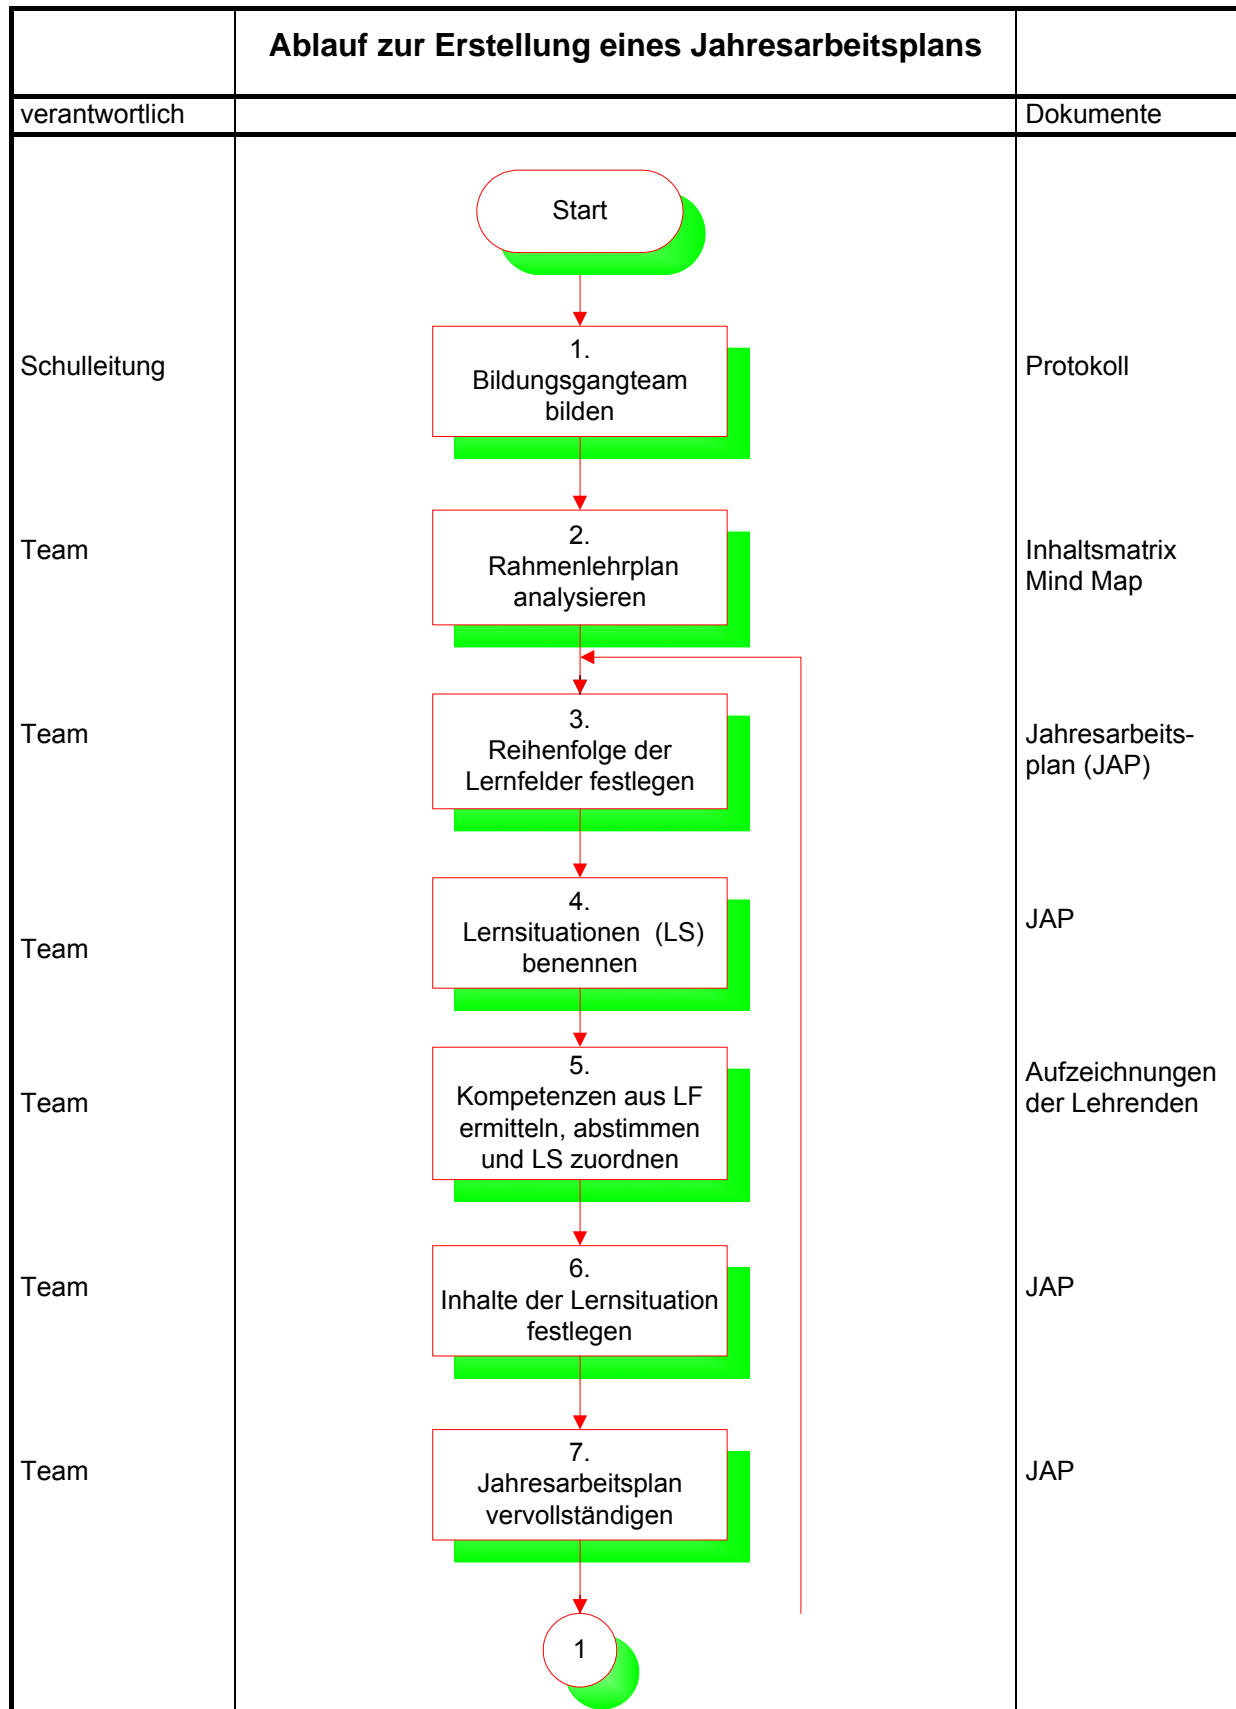 Ablauf zur Erstellung eines Jahresarbeitsplans
verantwortlich
Dokumente
Start
Schulleitung
1.
Bildungsgangteam
bilden
Protokoll
Team
2.
Rahmenlehrplan
analysieren
Inhaltsmatrix
Mind Map
Team
3.
Reihenfolge der
Lernfelder festlegen
Jahresarbeits-
plan (JAP)
Team
4.
Lernsituationen (LS)
benennen
JAP
Team
5.
Kompetenzen aus LF
ermitteln, abstimmen
und LS zuordnen
Aufzeichnungen
der Lehrenden
Team
6.
Inhalte der Lernsituation
festlegen
JAP
Team
7.
Jahresarbeitsplan
vervollständigen
JAP
1